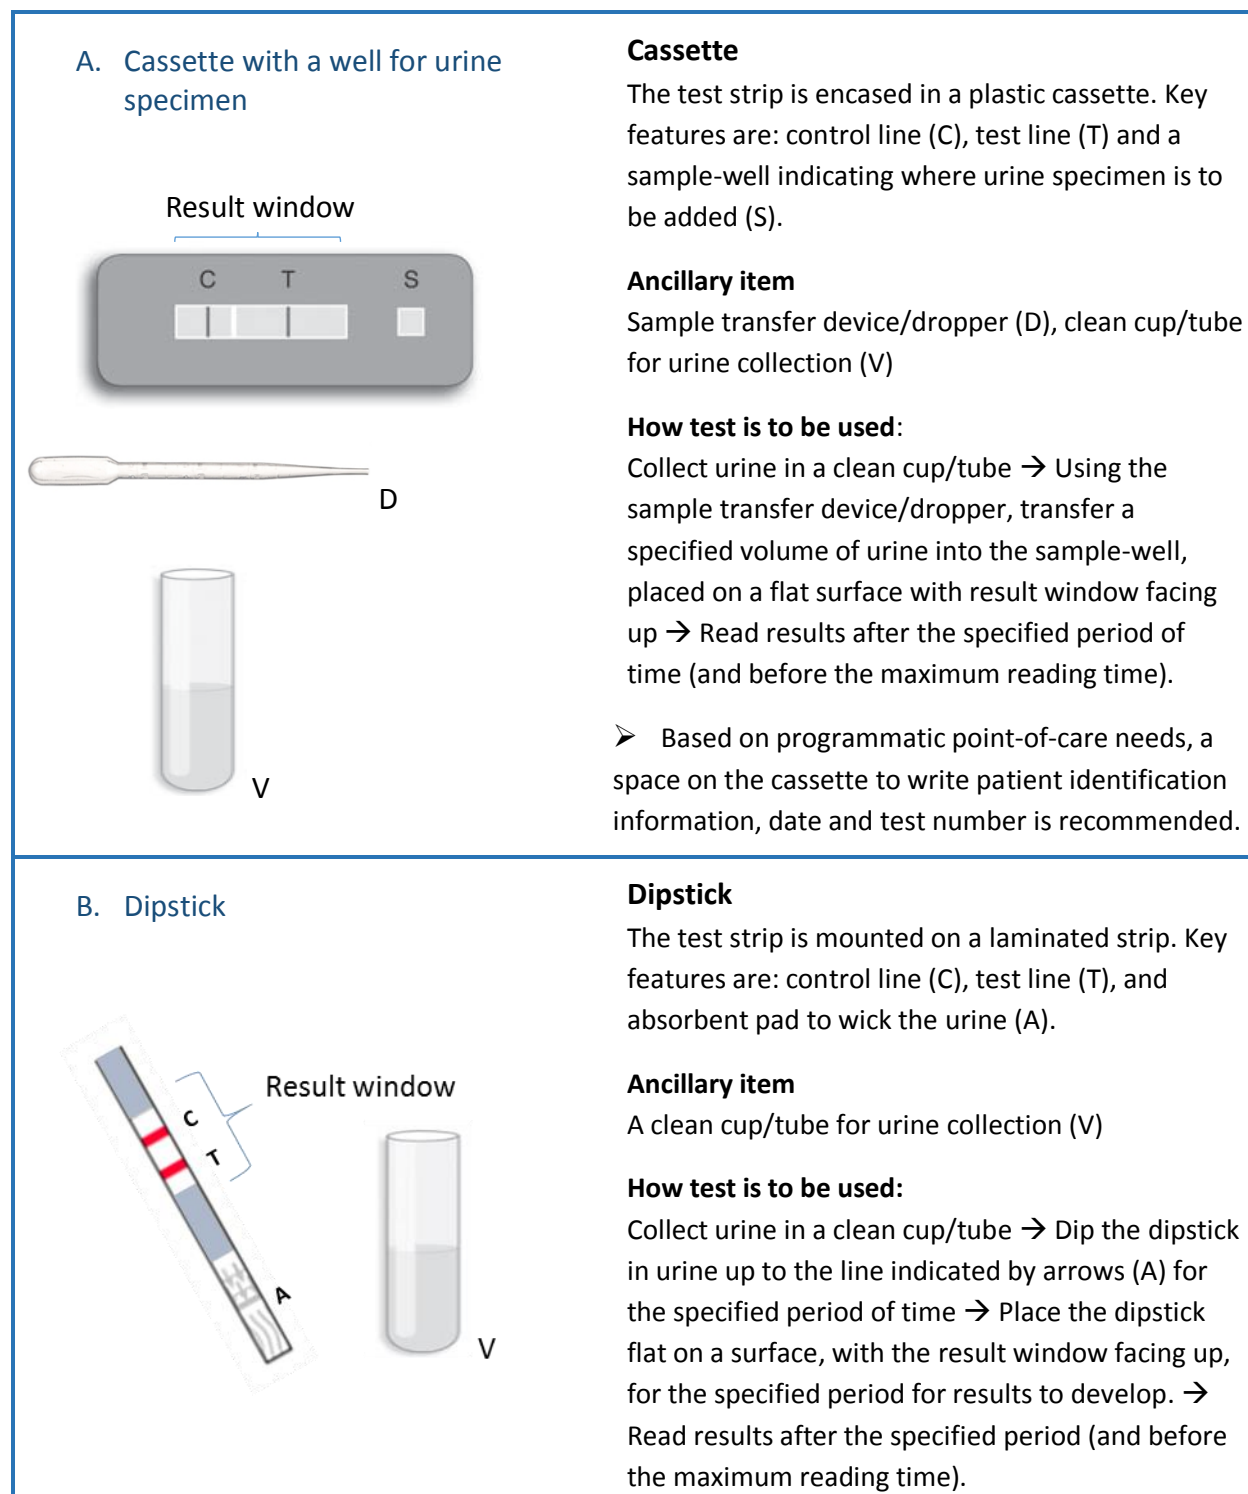 A. Cassette with a well for urine
specimen
Result window
C T S
D
V
Cassette
The test strip is encased in a plastic cassette. Key
features are: control line (C), test line (T) and a
sample-well indicating where urine specimen is to
be added (S).
Ancillary item
Sample transfer device/dropper (D), clean cup/tube
for urine collection (V)
How test is to be used:
Collect urine in a clean cup/tube → Using the
sample transfer device/dropper, transfer a
specified volume of urine into the sample-well,
placed on a flat surface with result window facing
up → Read results after the specified period of
time (and before the maximum reading time).
➢ Based on programmatic point-of-care needs, a
space on the cassette to write patient identification
information, date and test number is recommended.
B. Dipstick
Result window
C
T
A
V
Dipstick
The test strip is mounted on a laminated strip. Key
features are: control line (C), test line (T), and
absorbent pad to wick the urine (A).
Ancillary item
A clean cup/tube for urine collection (V)
How test is to be used:
Collect urine in a clean cup/tube → Dip the dipstick
in urine up to the line indicated by arrows (A) for
the specified period of time → Place the dipstick
flat on a surface, with the result window facing up,
for the specified period for results to develop. →
Read results after the specified period (and before
the maximum reading time).